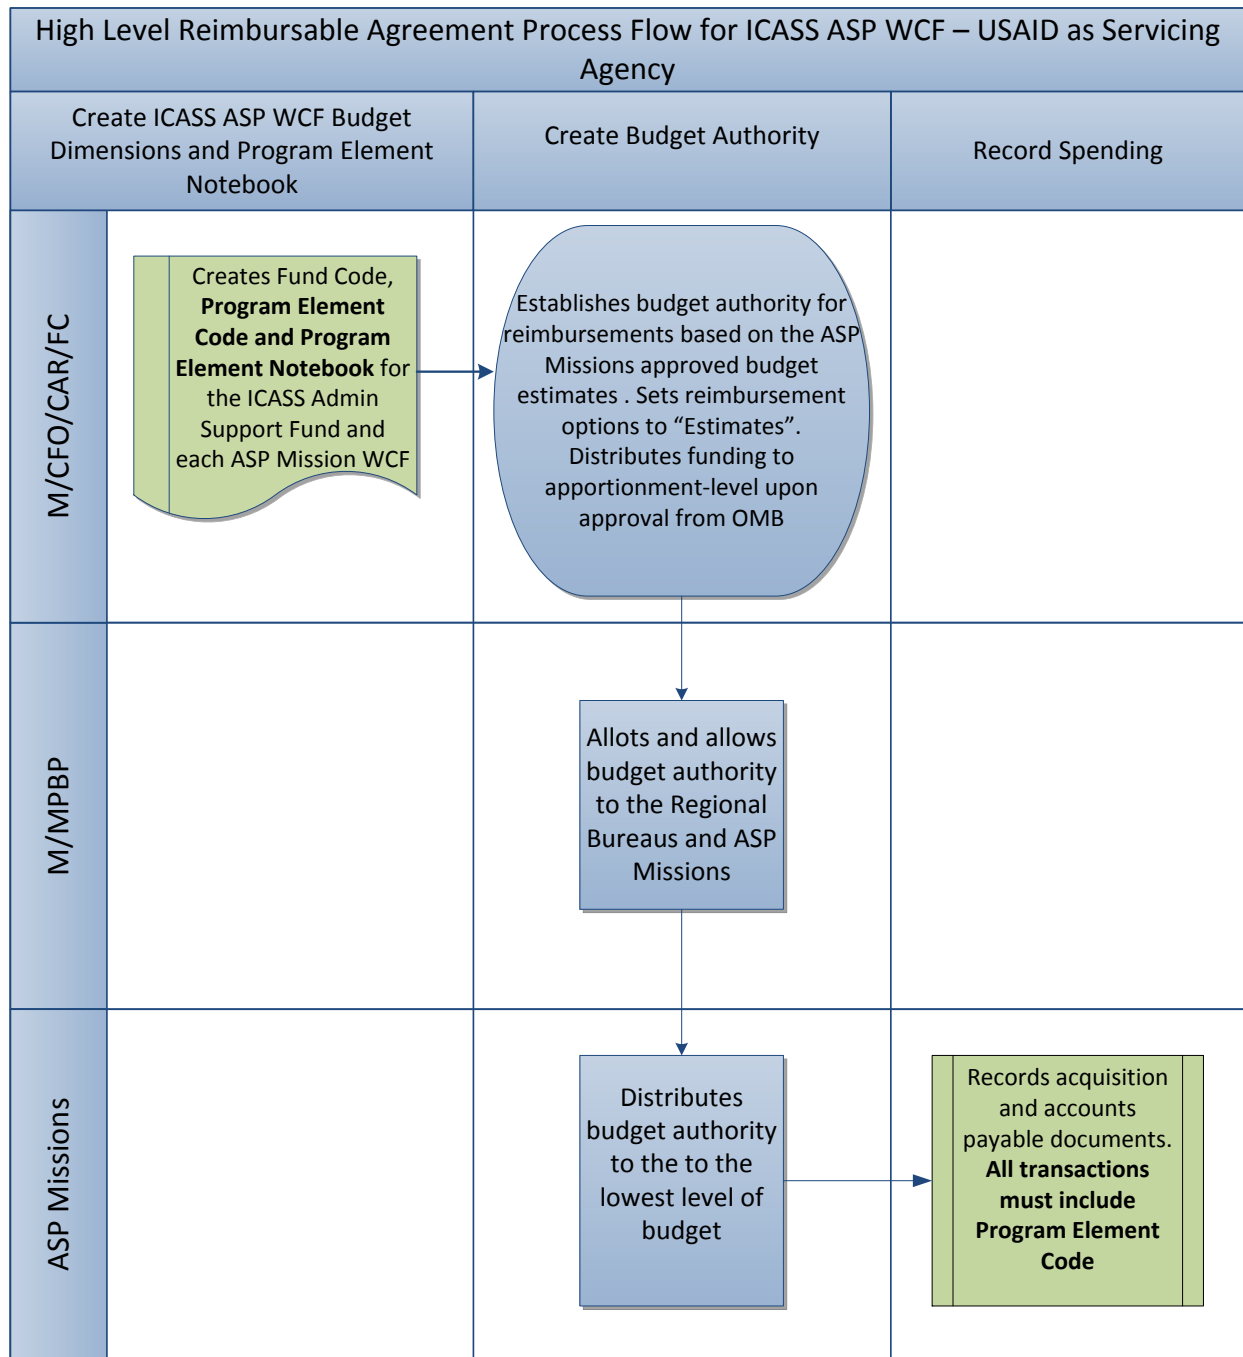 High Level Reimbursable Agreement Process Flow for ICASS ASP WCF – USAID as Servicing
Agency
Create ICASS ASP WCF Budget
Dimensions and Program Element
Notebook
Create Budget Authority
Record Spending
M/CFO/CAR/FC
Creates Fund Code,
Program Element
Code and Program
Element Notebook for
the ICASS Admin
Support Fund and
each ASP Mission WCF
Establishes budget authority for
reimbursements based on the ASP
Missions approved budget
estimates . Sets reimbursement
options to “Estimates”.
Distributes funding to
apportionment-level upon
approval from OMB
M/MPBP
Allots and allows
budget authority
to the Regional
Bureaus and ASP
Missions
ASP Missions
Distributes
budget authority
to the to the
lowest level of
budget
Records acquisition
and accounts
payable documents.
All transactions
must include
Program Element
Code